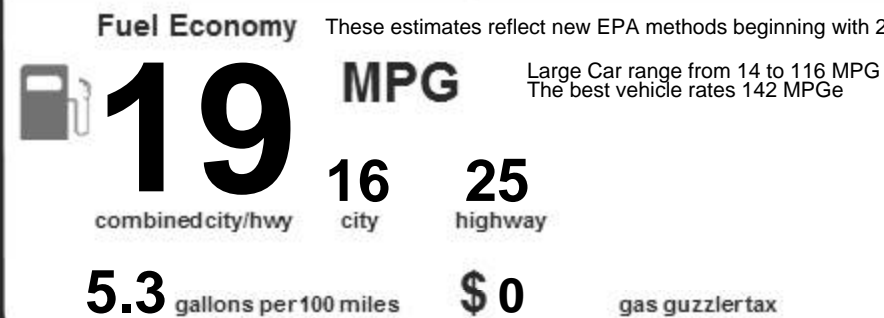 Fuel Economy These estimates reflect new EPA methods beginning with 2
19 MPG
Large Car range from 14 to 116 MPG
The best vehicle rates 142 MPGe
16 25
combined city/hwy city highway
5.3 gallons per 100 miles $ 0 gas guzzler tax